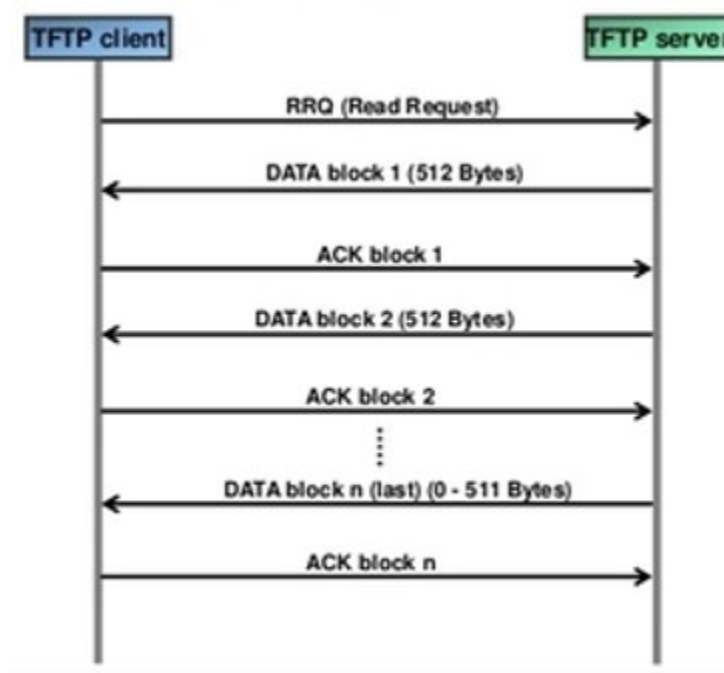 TFTP client
TFTP server
RRQ (Read Request)
DATA block 1 (512 Bytes)
ACK block 1
DATA block 2 (512 Bytes)
ACK block 2
DATA block n (last) (0 - 511 Bytes)
ACK block n